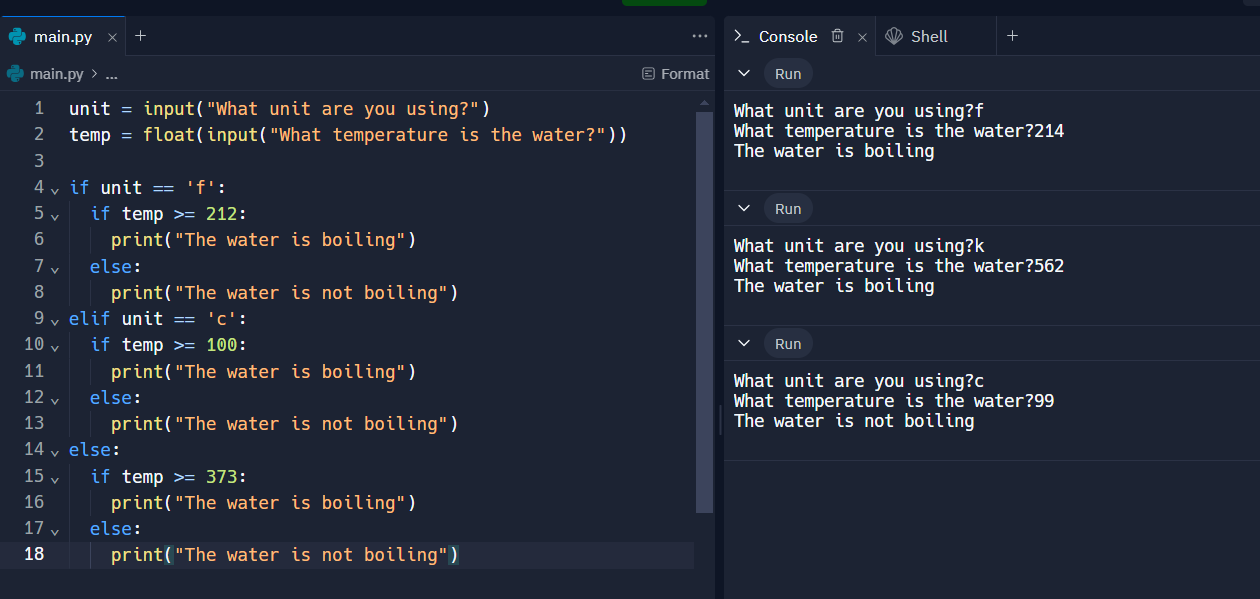 main.py × +
main.py > ...
Format
1 unit = input("What unit are you using?")
2 temp = float(input("What temperature is the water?"))
3
4 if unit == 'f':
5   if temp >= 212:
6     print("The water is boiling")
7   else:
8     print("The water is not boiling")
9 elif unit == 'c':
10   if temp >= 100:
11     print("The water is boiling")
12   else:
13     print("The water is not boiling")
14 else:
15   if temp >= 373:
16     print("The water is boiling")
17   else:
18     print("The water is not boiling")
Console × Shell +
Run
What unit are you using?f
What temperature is the water?214
The water is boiling
Run
What unit are you using?k
What temperature is the water?562
The water is boiling
Run
What unit are you using?c
What temperature is the water?99
The water is not boiling